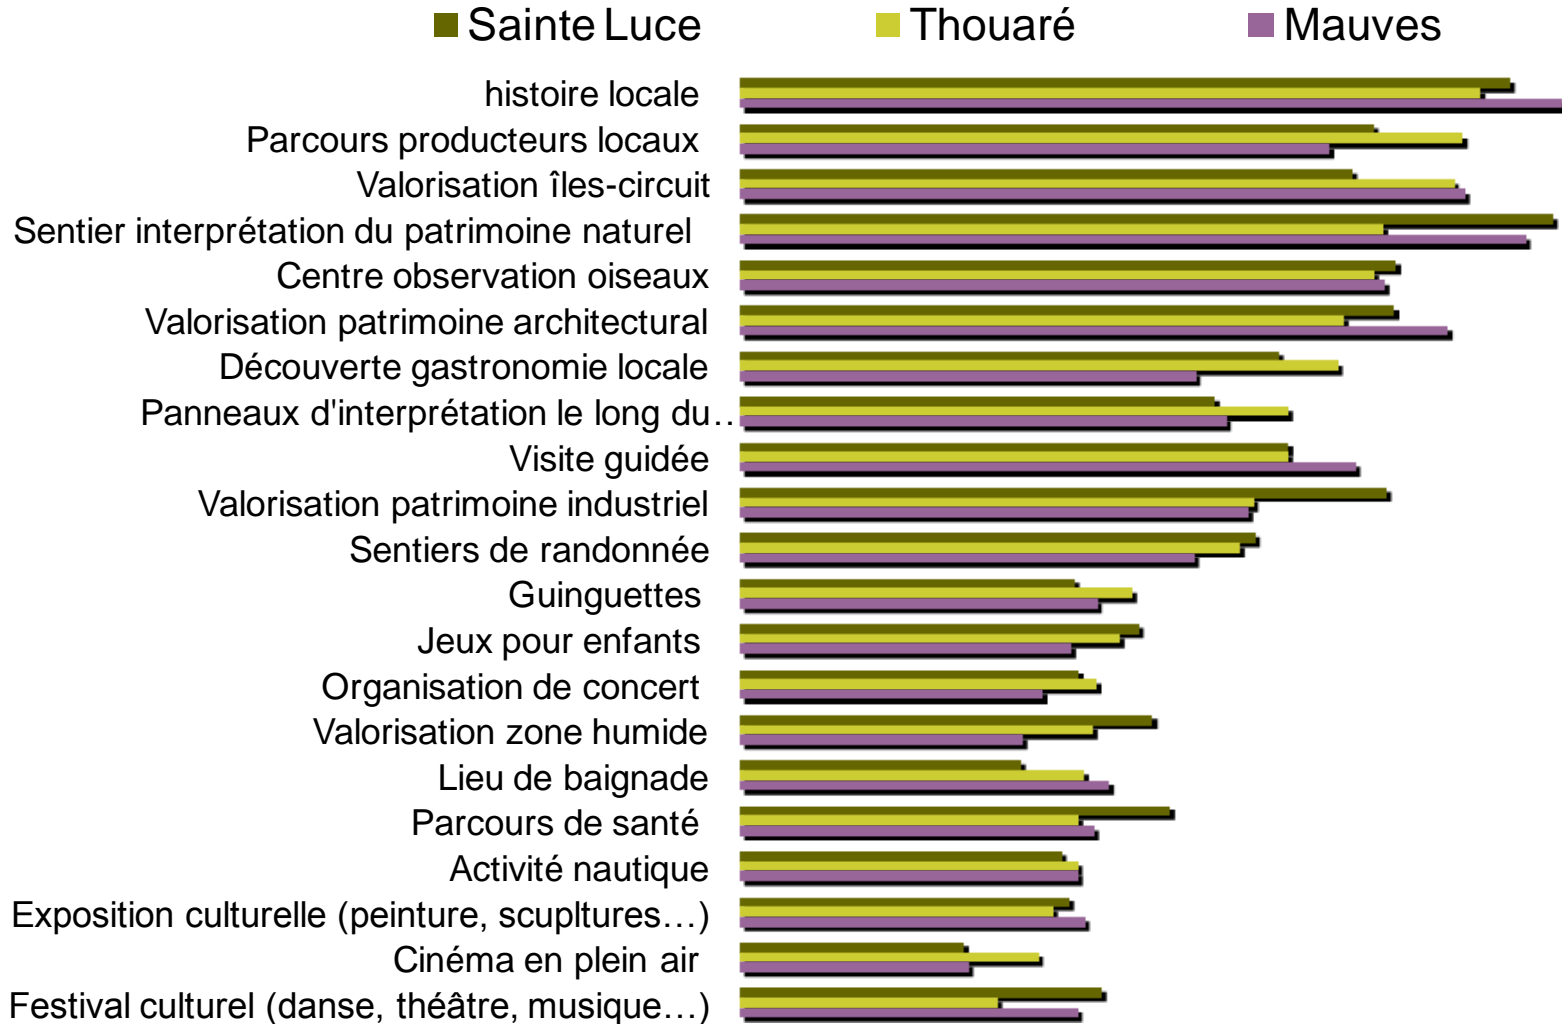 Sainte Luce Thouaré Mauves
histoire locale
Parcours producteurs locaux
Valorisation îles-circuit
Sentier interprétation du patrimoine naturel
Centre observation oiseaux
Valorisation patrimoine architectural
Découverte gastronomie locale
Panneaux d'interprétation le long du…
Visite guidée
Valorisation patrimoine industriel
Sentiers de randonnée
Guinguettes
Jeux pour enfants
Organisation de concert
Valorisation zone humide
Lieu de baignade
Parcours de santé
Activité nautique
Exposition culturelle (peinture, scupltures…)
Cinéma en plein air
Festival culturel (danse, théâtre, musique…)